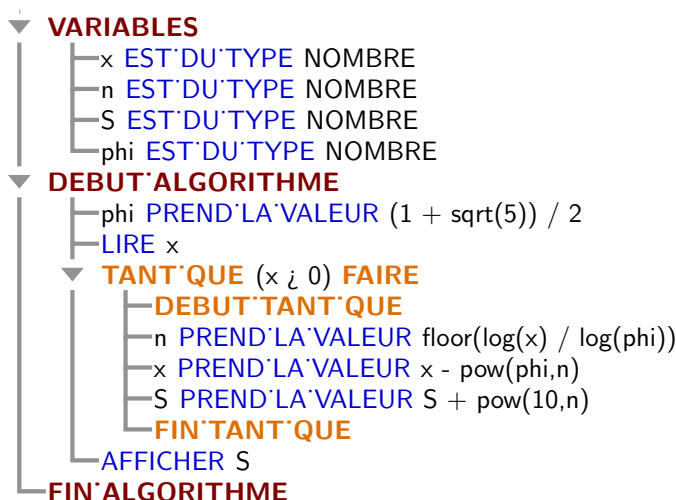 VARIABLES
x EST˙DU˙TYPE NOMBRE
n EST˙DU˙TYPE NOMBRE
S EST˙DU˙TYPE NOMBRE
phi EST˙DU˙TYPE NOMBRE
DEBUT˙ALGORITHME
phi PREND˙LA˙VALEUR (1 + sqrt(5)) / 2
LIRE x
TANT˙QUE (x ¿ 0) FAIRE
DEBUT˙TANT˙QUE
n PREND˙LA˙VALEUR floor(log(x) / log(phi))
x PREND˙LA˙VALEUR x - pow(phi,n)
S PREND˙LA˙VALEUR S + pow(10,n)
FIN˙TANT˙QUE
AFFICHER S
FIN˙ALGORITHME